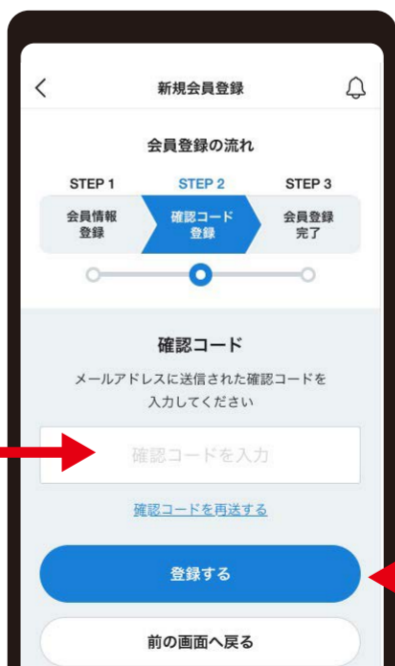 新規会員登録
会員登録の流れ
STEP 1
STEP 2
STEP 3
会員情報
登録
確認コード
登録
会員登録
完了
確認コード
メールアドレスに送信された確認コードを
入力してください
確認コードを入力
確認コードを再送する
登録する
前の画面へ戻る